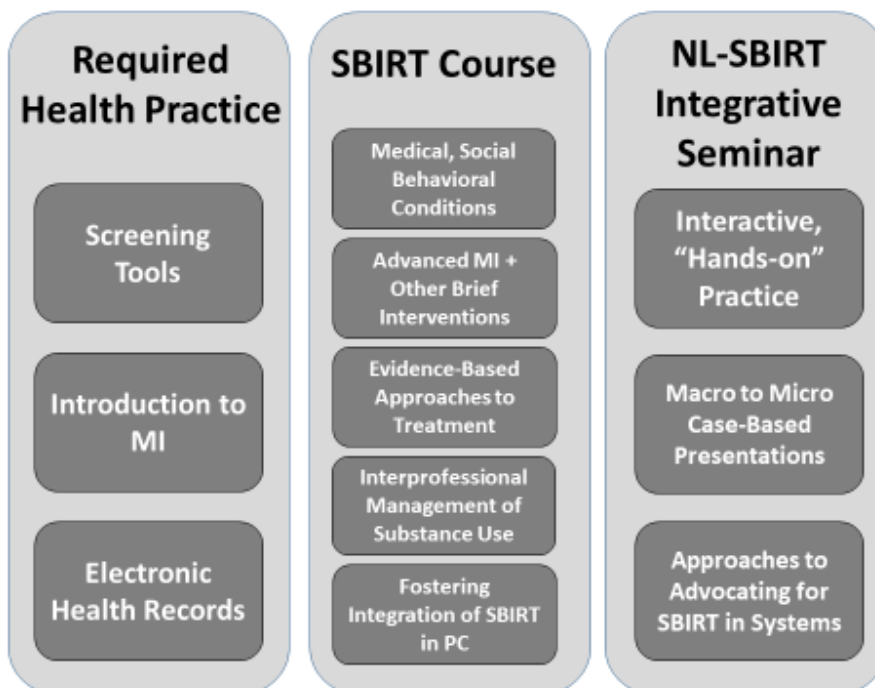 Required
Health Practice
Screening
Tools
Introduction to
MI
Electronic
Health Records
SBIRT Course
Medical, Social
Behavioral
Conditions
Advanced MI +
Other Brief
Interventions
Evidence-Based
Approaches to
Treatment
Interprofessional
Management of
Substance Use
Fostering
Integration of SBIRT
in PC
NL-SBIRT
Integrative
Seminar
Interactive,
“Hands-on”
Practice
Macro to Micro
Case-Based
Presentations
Approaches to
Advocating for
SBIRT in Systems